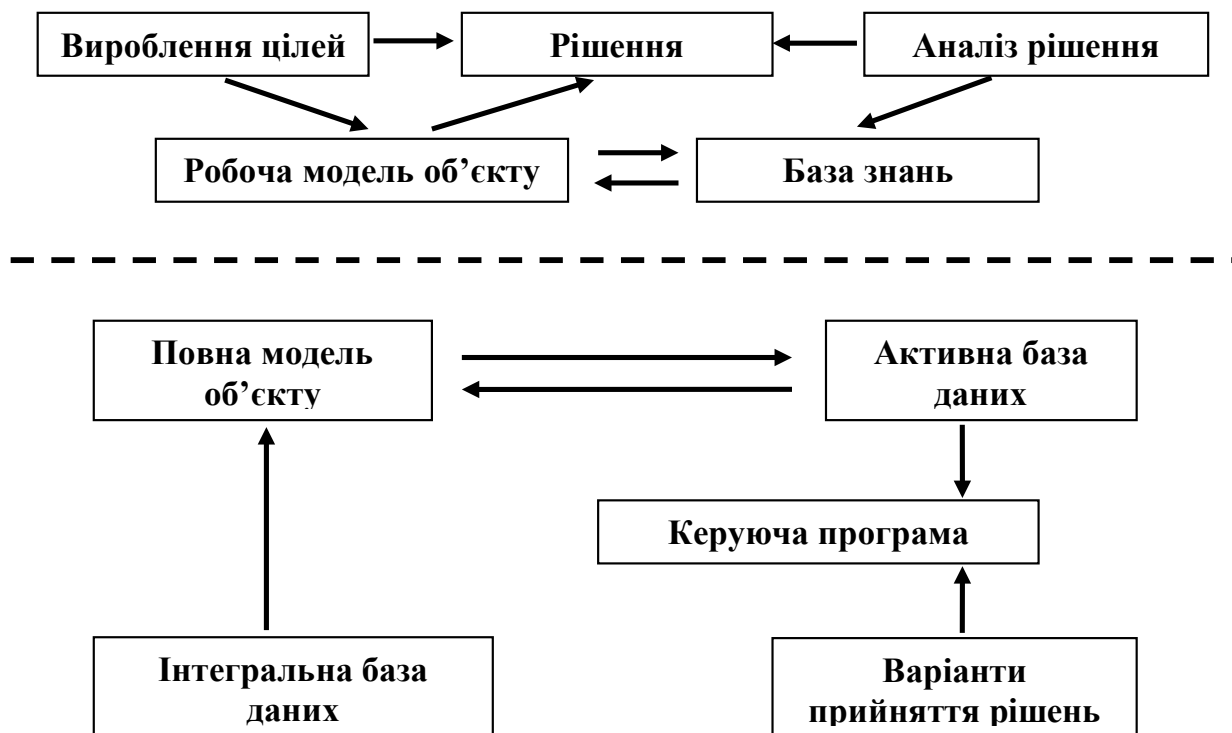 Вироблення цілей
Рішення
Аналіз рішення
Робоча модель об’єкту
База знань
Повна модель
об’єкту
Активна база
даних
Керуюча програма
Інтегральна база
даних
Варіанти
прийняття рішень